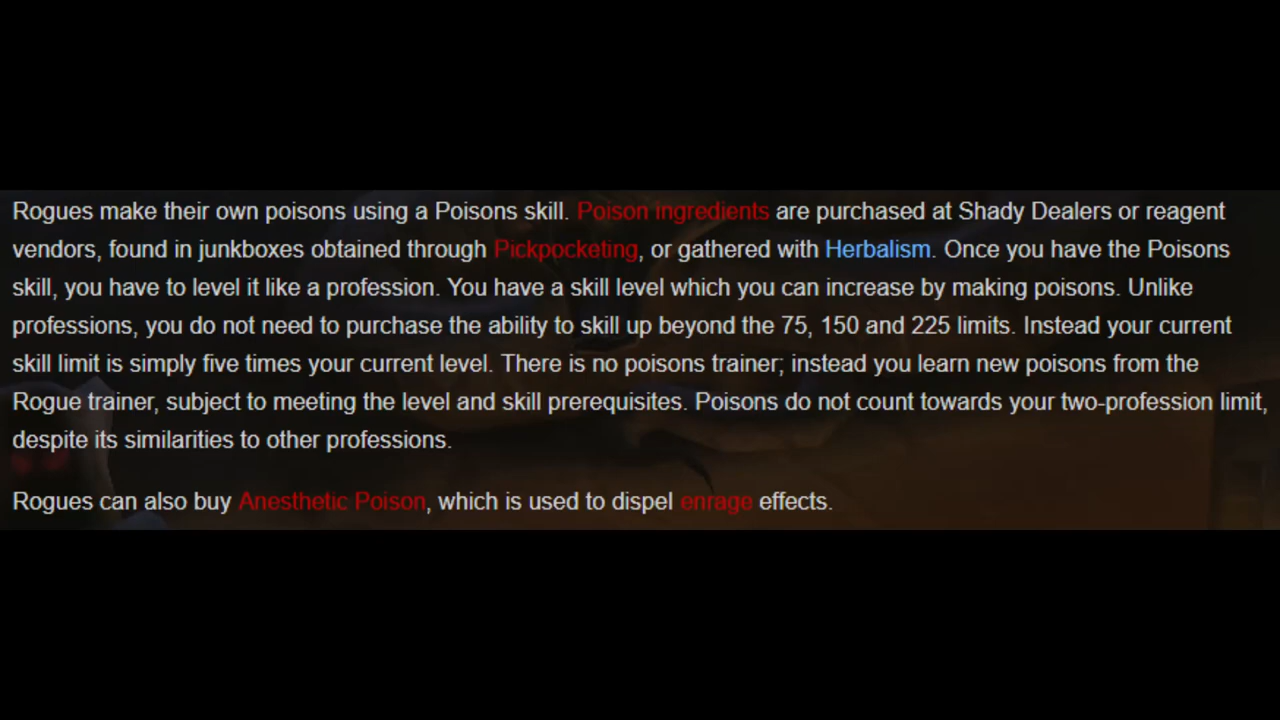 Rogues make their own poisons using a Poisons skill. Poison ingredients are purchased at Shady Dealers or reagent
vendors, found in junkboxes obtained through Pickpocketing, or gathered with Herbalism. Once you have the Poisons
skill, you have to level it like a profession. You have a skill level which you can increase by making poisons. Unlike
professions, you do not need to purchase the ability to skill up beyond the 75, 150 and 225 limits. Instead your current
skill limit is simply five times your current level. There is no poisons trainer; instead you learn new poisons from the
Rogue trainer, subject to meeting the level and skill prerequisites. Poisons do not count towards your two-profession limit,
despite its similarities to other professions.
Rogues can also buy Anesthetic Poison, which is used to dispel enrage effects.